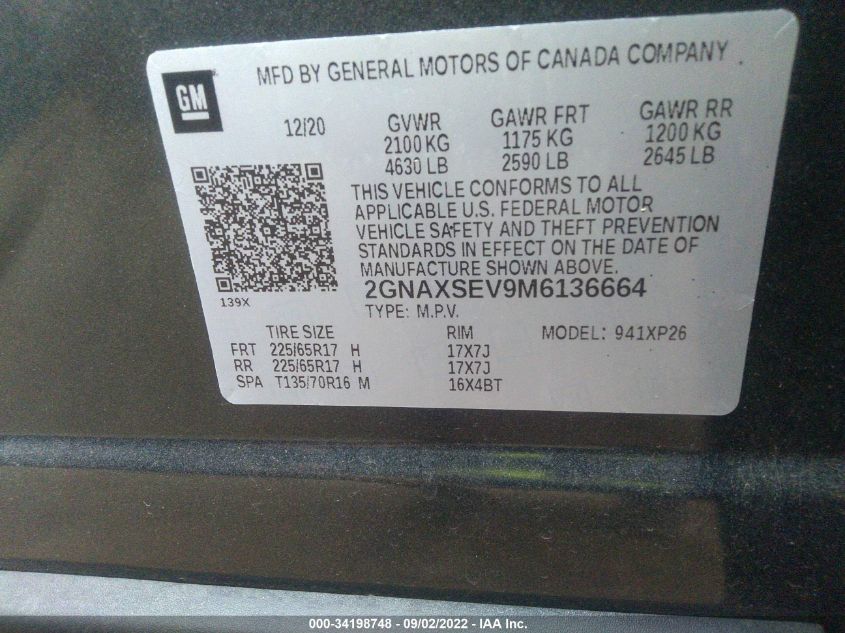 MFD BY GENERAL MOTORS OF CANADA COMPANY
GM
12/20 GVWR GAWR FRT GAWR RR
2100 KG 1175 KG 1200 KG
4630 LB 2590 LB 2645 LB
THIS VEHICLE CONFORMS TO ALL
APPLICABLE U.S. FEDERAL MOTOR
VEHICLE SAFETY AND THEFT PREVENTION
STANDARDS IN EFFECT ON THE DATE OF
MANUFACTURE SHOWN ABOVE.
139X
2GNAXSEV9M6136664
TYPE: M.P.V.
TIRE SIZE RIM MODEL: 941XP26
FRT 225/65R17 H 17X7J
RR 225/65R17 H 17X7J
SPA T135/70R16 M 16X4BT
000-34198748 - 09/02/2022 - IAA Inc.